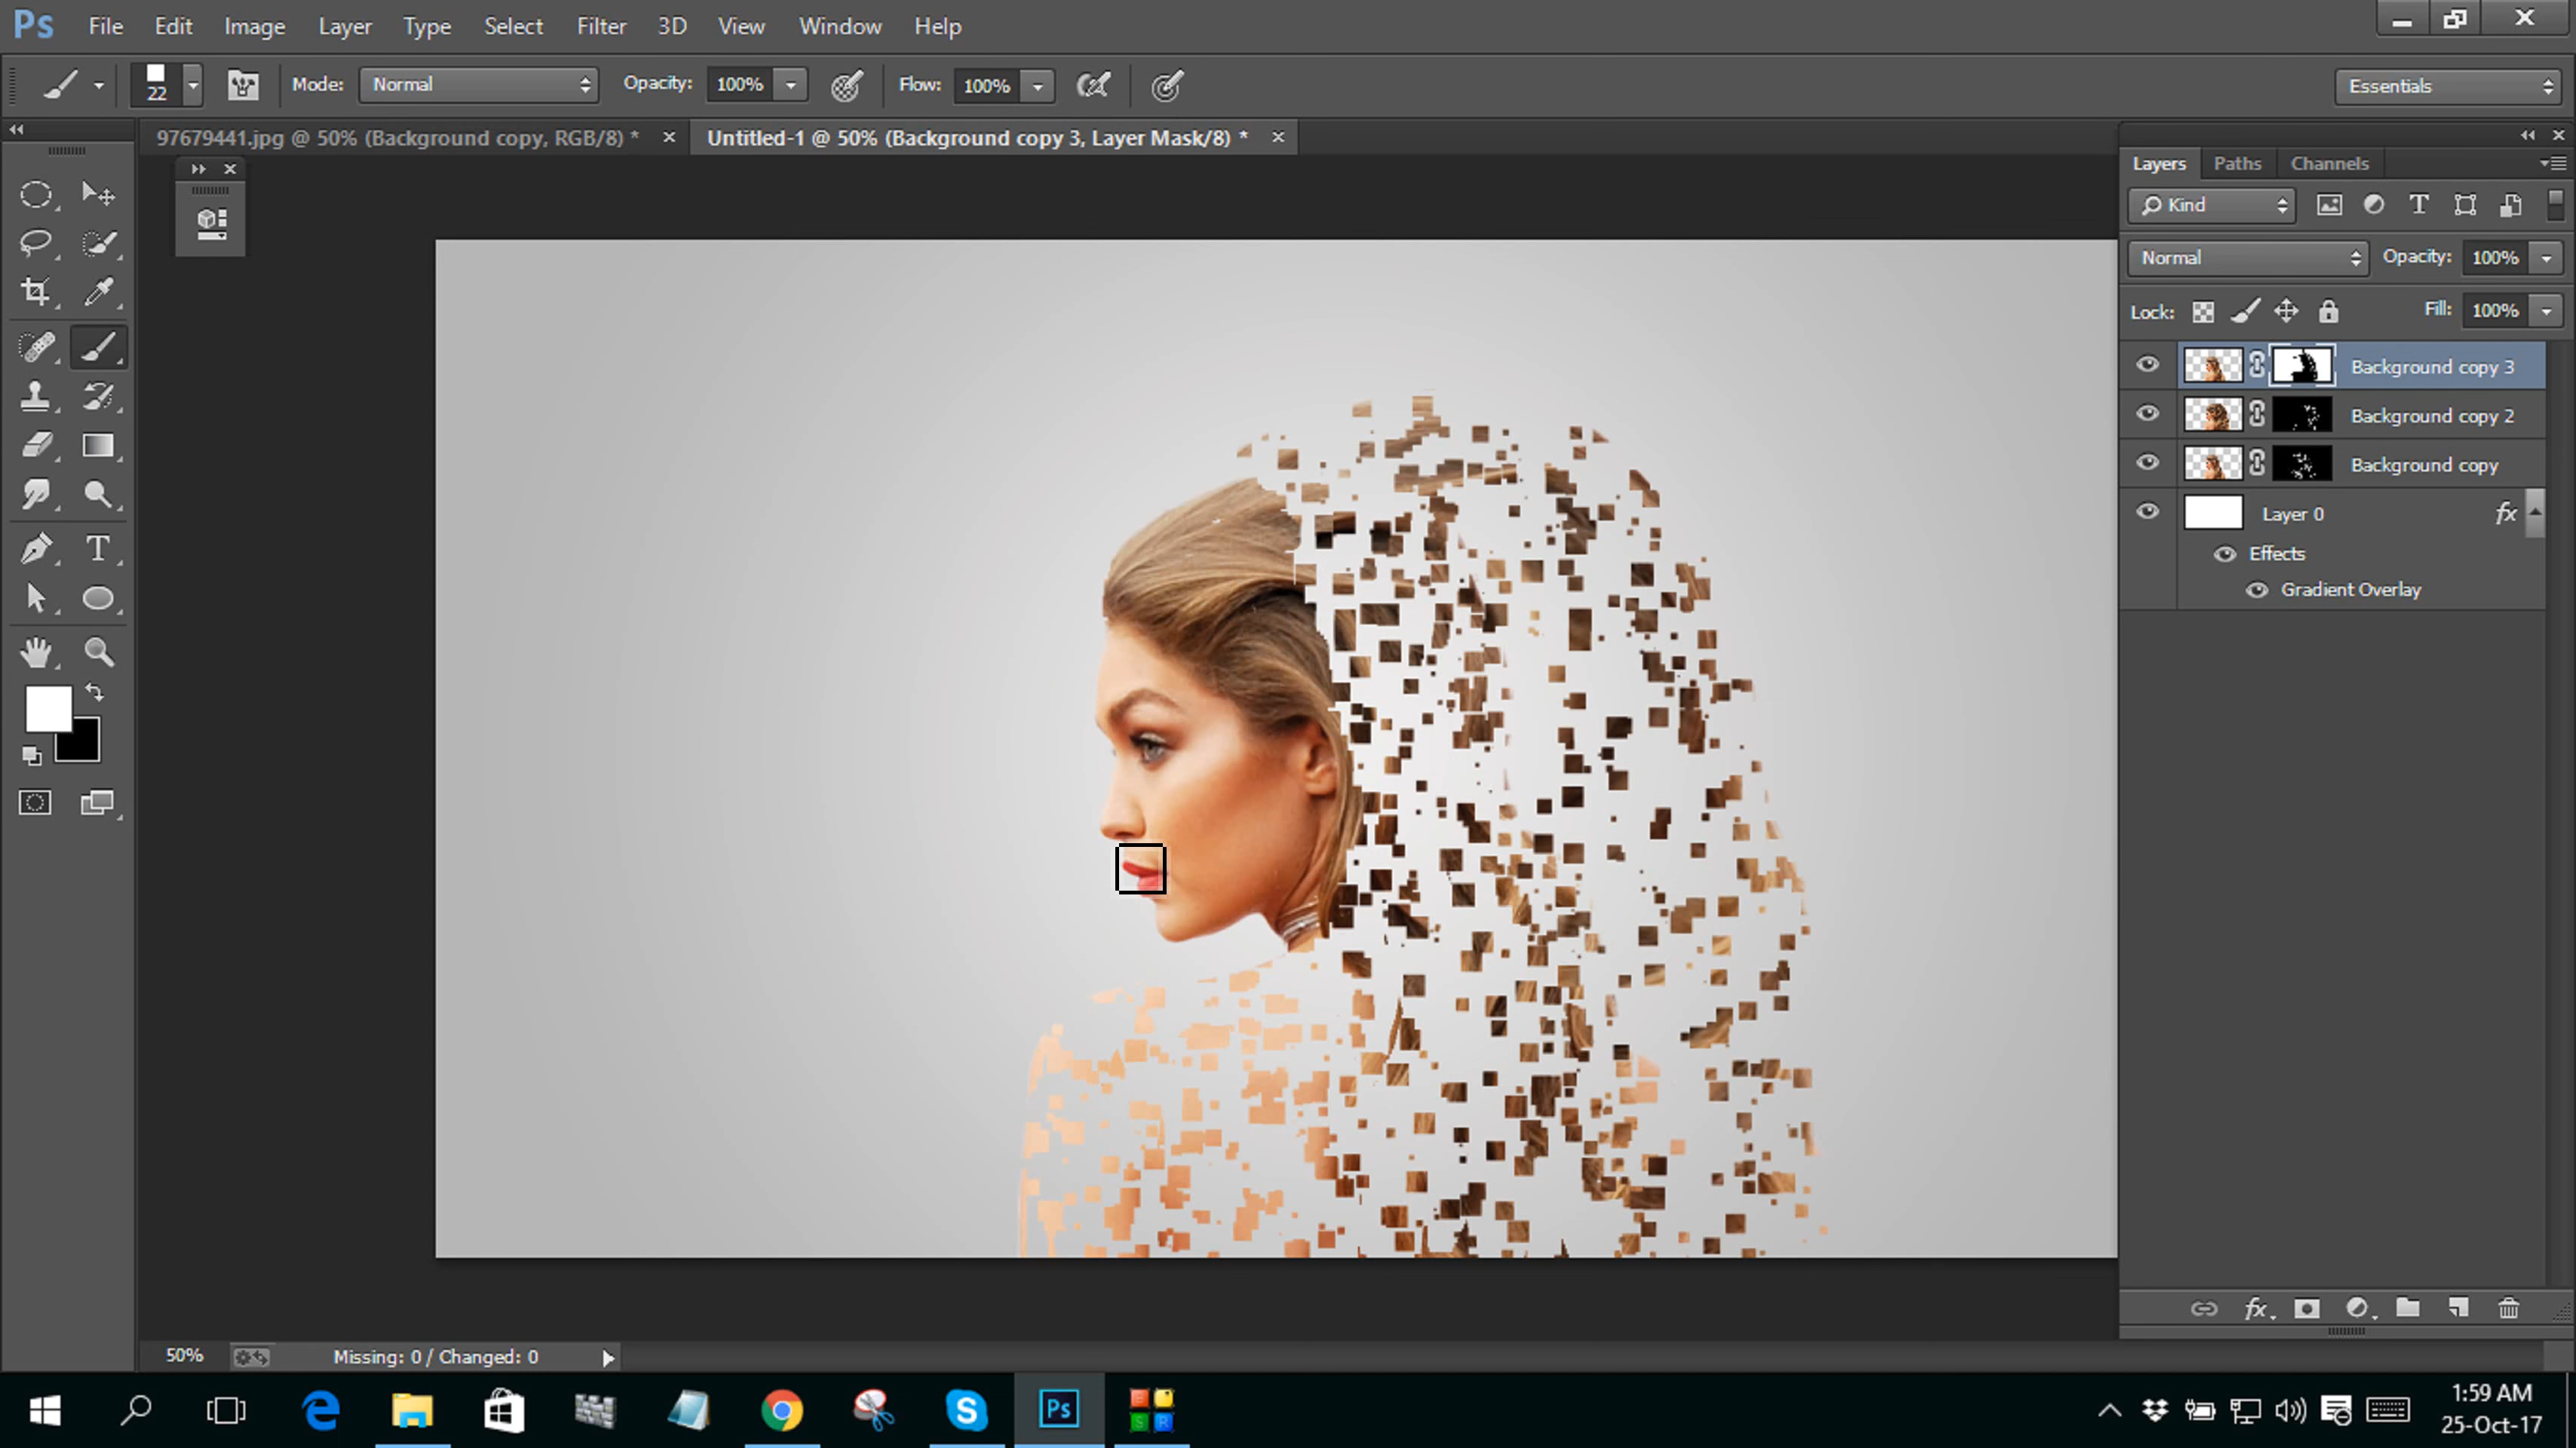 Ps File Edit Image Layer Type Select Filter 3D View Window Help
22 Mode: Normal Opacity: 100% Flow: 100% Essentials
97679441.jpg @ 50% (Background copy, RGB/8) * Untitled-1 @ 50% (Background copy 3, Layer Mask/8) *
Layers Paths Channels
Kind
Normal Opacity: 100%
Lock: Fill: 100%
Background copy 3
Background copy 2
Background copy
Layer 0 fx
Effects
Gradient Overlay
T
fx
50% Missing: 0 / Changed: 0
Ps
1:59 AM
25-Oct-17